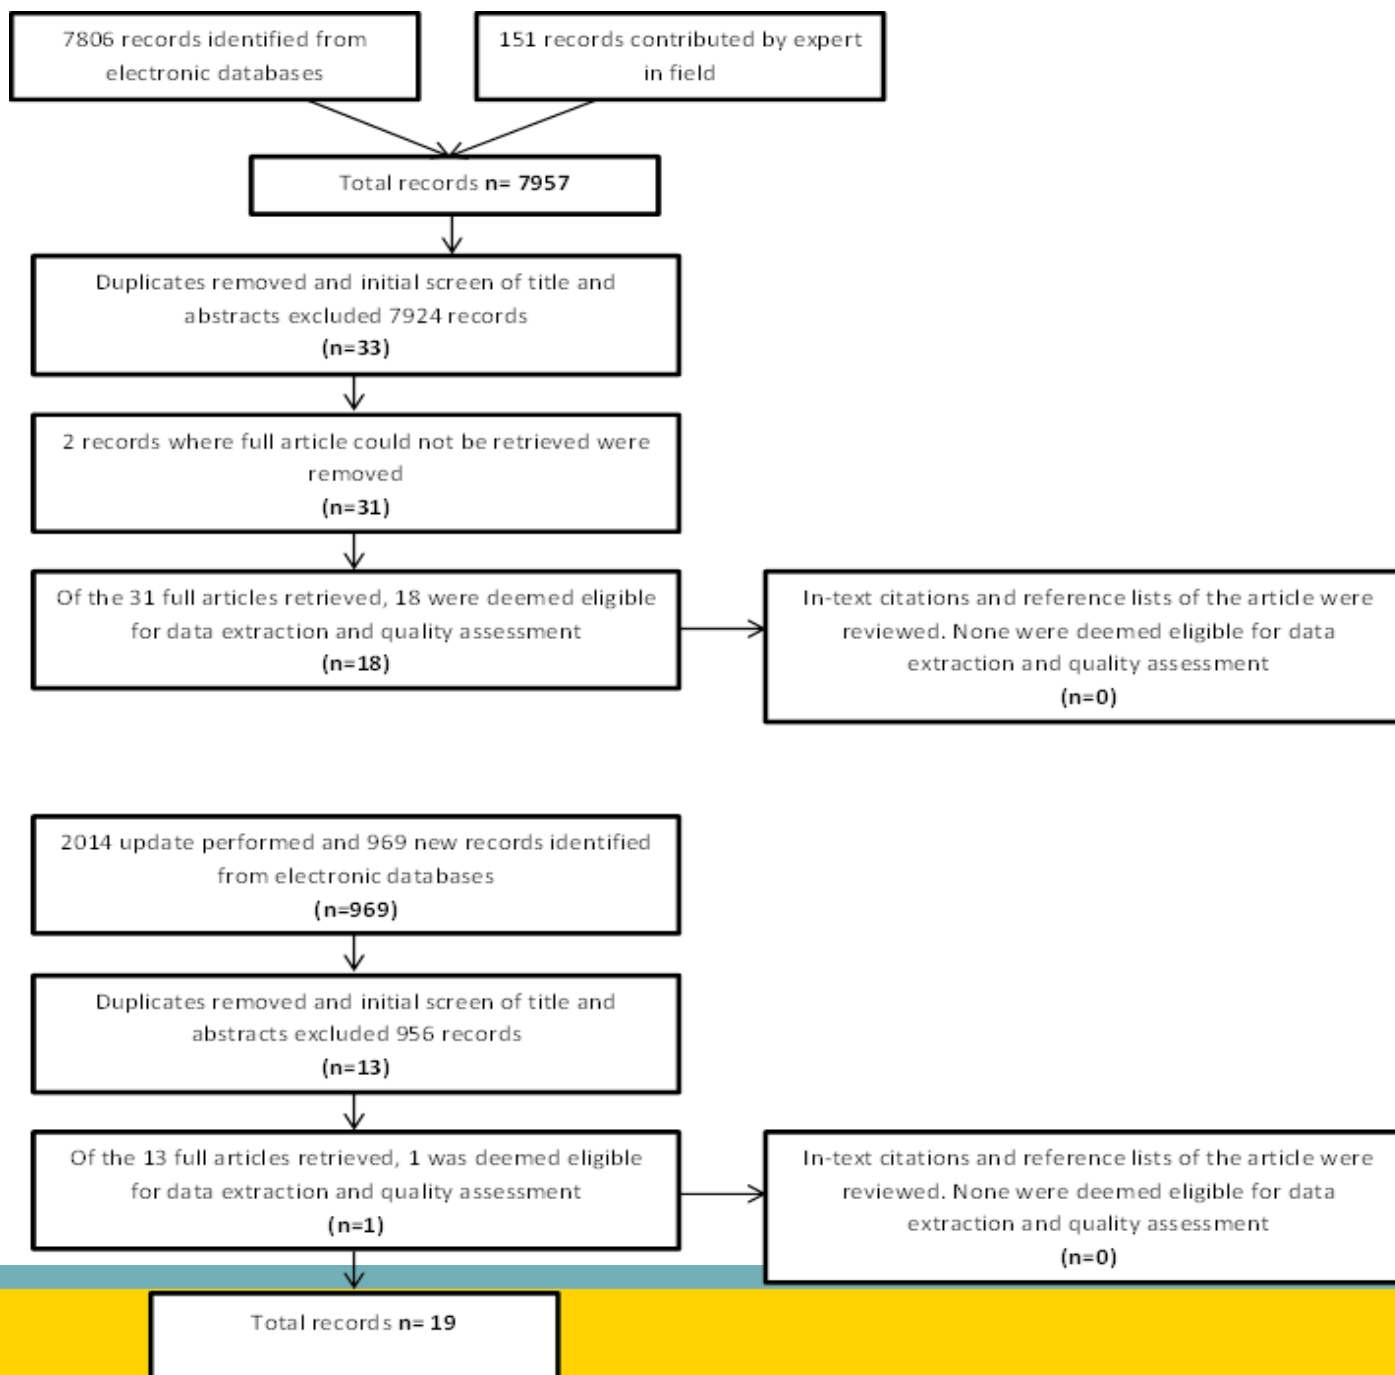 7806 records identified from
electronic databases
151 records contributed by expert
in field
Total records n= 7957
Duplicates removed and initial screen of title and
abstracts excluded 7924 records
(n=33)
2 records where full article could not be retrieved were
removed
(n=31)
Of the 31 full articles retrieved, 18 were deemed eligible
for data extraction and quality assessment
(n=18)
In-text citations and reference lists of the article were
reviewed. None were deemed eligible for data
extraction and quality assessment
(n=0)
2014 update performed and 969 new records identified
from electronic databases
(n=969)
Duplicates removed and initial screen of title and
abstracts excluded 956 records
(n=13)
Of the 13 full articles retrieved, 1 was deemed eligible
for data extraction and quality assessment
(n=1)
In-text citations and reference lists of the article were
reviewed. None were deemed eligible for data
extraction and quality assessment
(n=0)
Total records n= 19